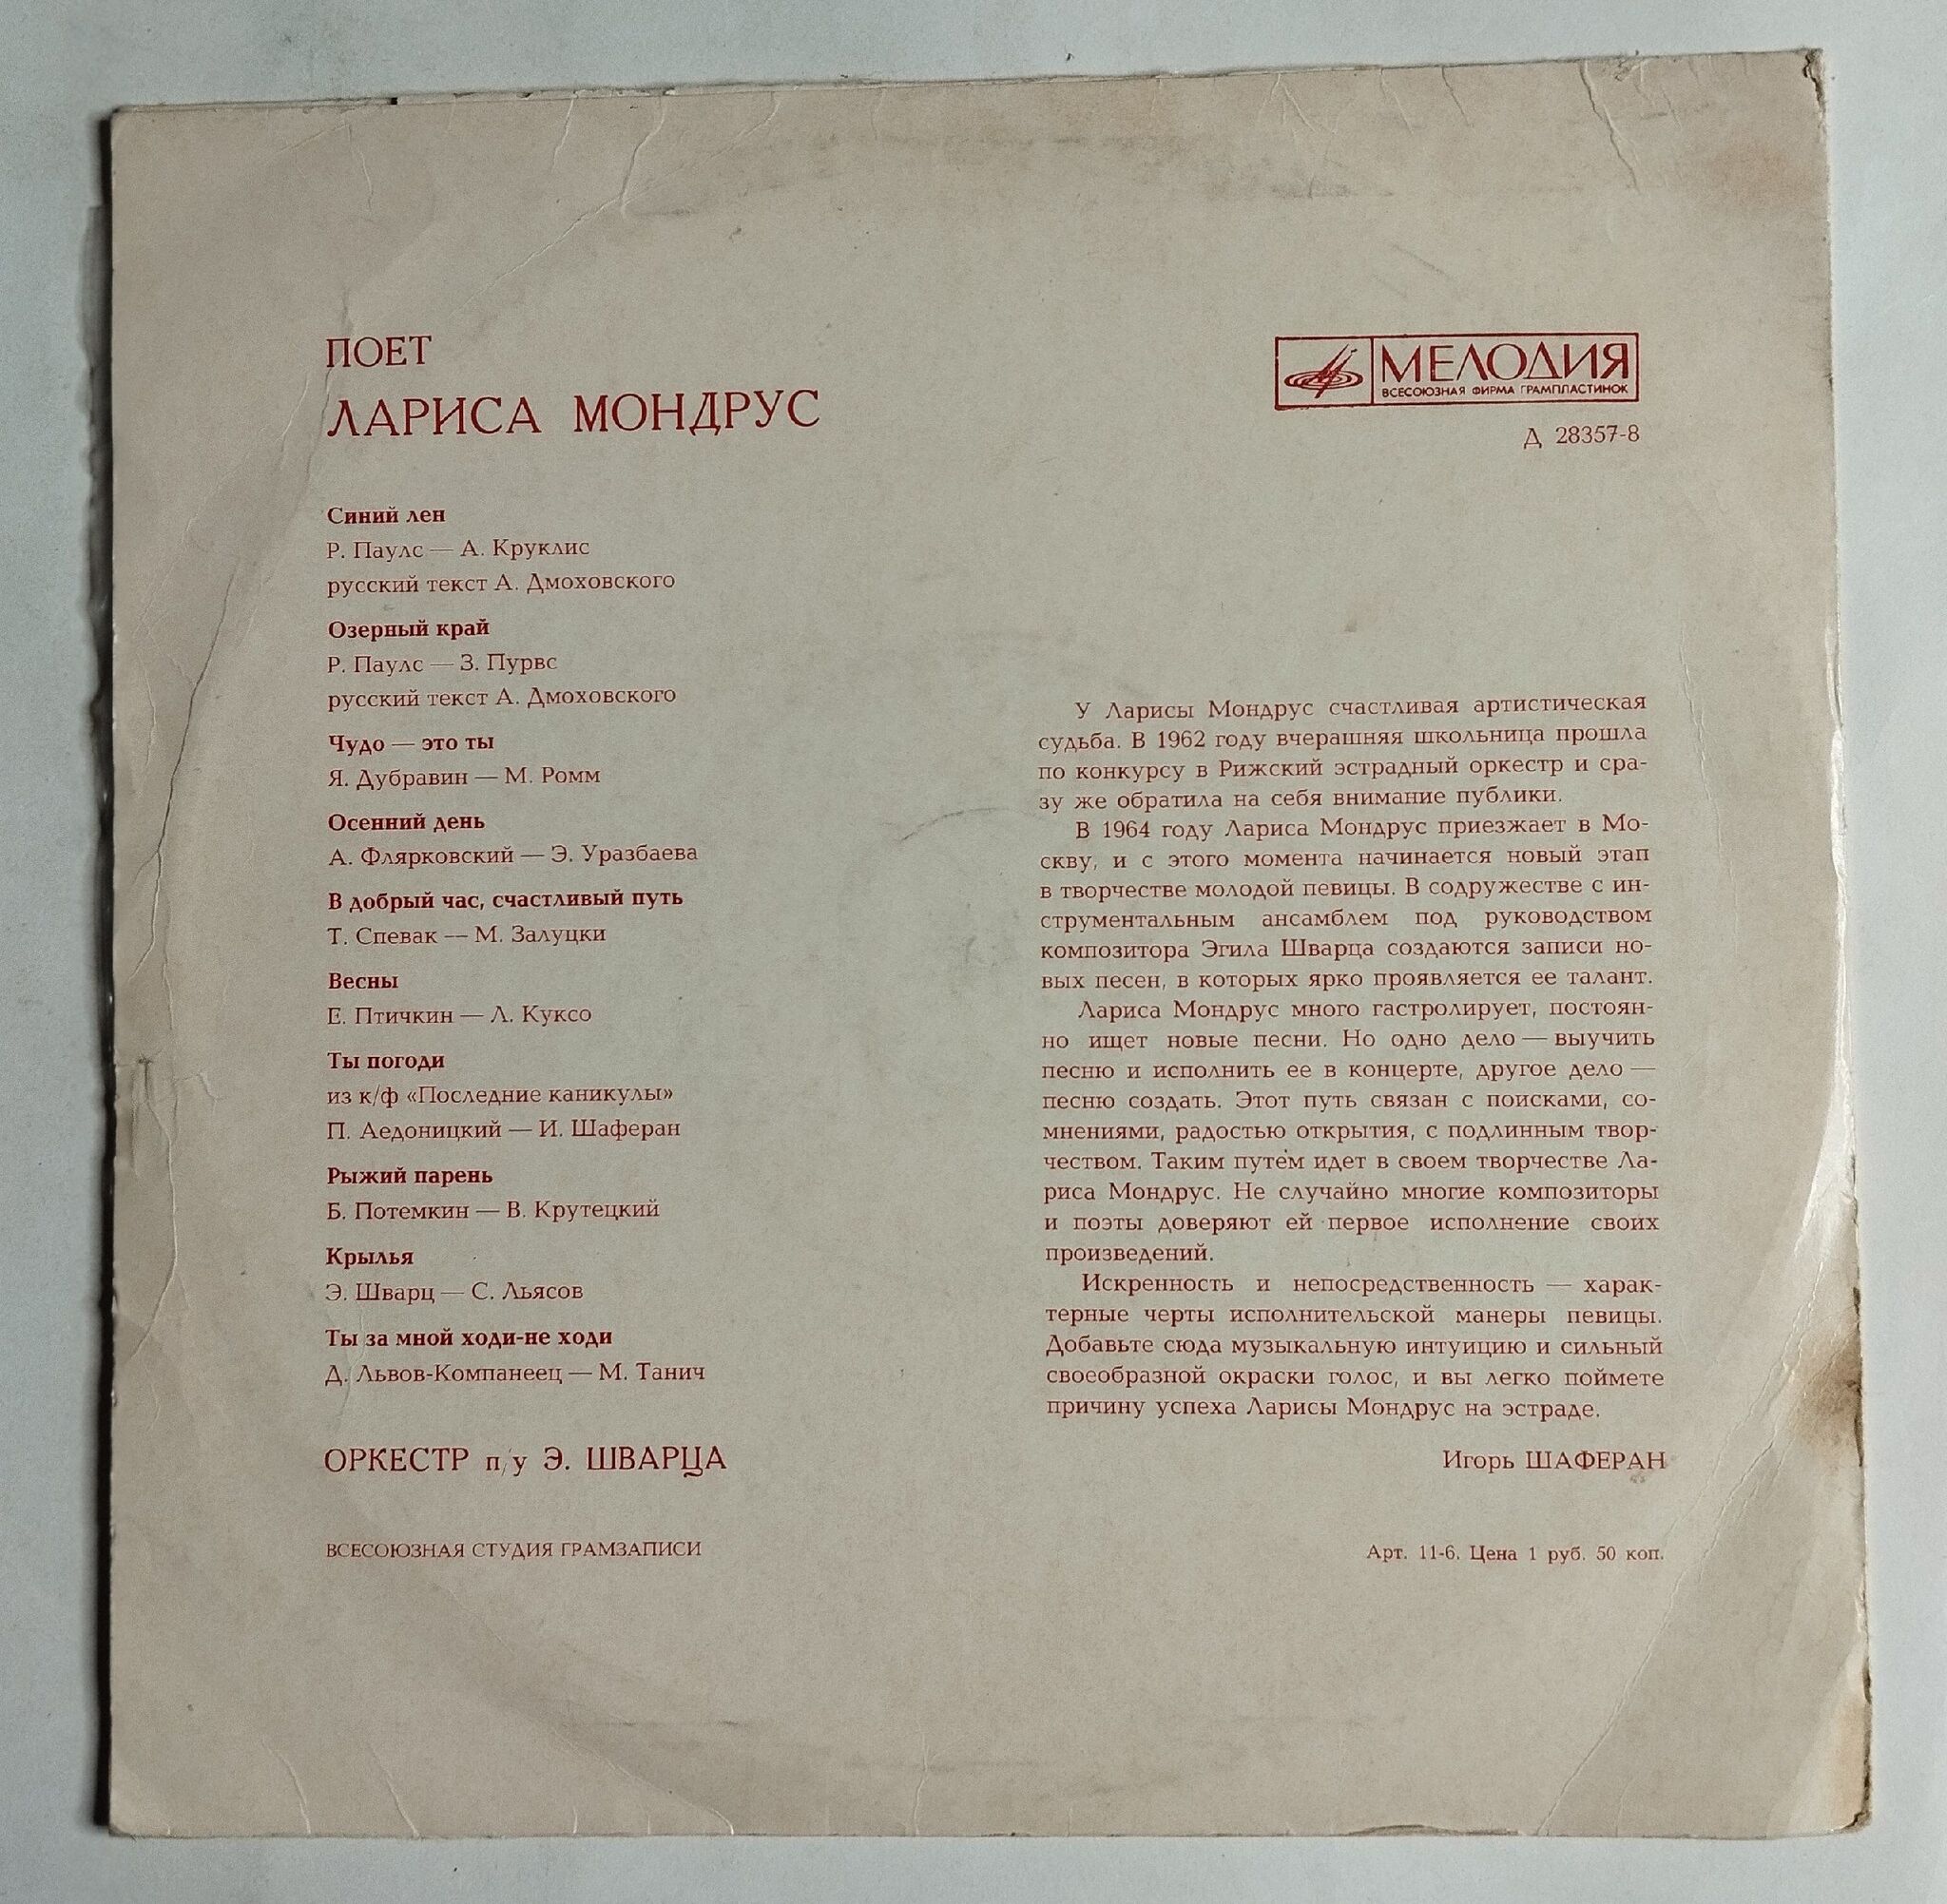 ПОЕТ
ЛАРИСА МОНДРУС
МЕЛОДИЯ
ВСЕСОЮЗНАЯ ФИРМА ГРАМПЛАСТИНОК
Д 28357-8
Синий лен
Р. Паулс — А. Круклис
русский текст А. Дмоховского
Озерный край
Р. Паулс — З. Пурвс
русский текст А. Дмоховского
Чудо — это ты
Я. Дубравин — М. Ромм
Осенний день
А. Флярковский — Э. Уразбаева
В добрый час, счастливый путь
Т. Спевак — М. Залуцки
Весны
Е. Птичкин — Л. Куксо
Ты погоди
из к/ф «Последние каникулы»
П. Аедоницкий — И. Шаферан
Рыжий парень
Б. Потемкин — В. Крутецкий
Крылья
Э. Шварц — С. Льясов
Ты за мной ходи-не ходи
Д. Львов-Компанеец — М. Танич
ОРКЕСТР п/у Э. ШВАРЦА
ВСЕСОЮЗНАЯ СТУДИЯ ГРАМЗАПИСИ
У Ларисы Мондрус счастливая артистическая
судьба. В 1962 году вчерашняя школьница прошла
по конкурсу в Рижский эстрадный оркестр и сра-
зу же обратила на себя внимание публики.
В 1964 году Лариса Мондрус приезжает в Мо-
скву, и с этого момента начинается новый этап
в творчестве молодой певицы. В содружестве с ин-
струментальным ансамблем под руководством
композитора Эгила Шварца создаются записи но-
вых песен, в которых ярко проявляется ее талант.
Лариса Мондрус много гастролирует, постоян-
но ищет новые песни. Но одно дело — выучить
песню и исполнить ее в концерте, другое дело —
песню создать. Этот путь связан с поисками, со-
мнениями, радостью открытия, с подлинным твор-
чеством. Таким путем идет в своем творчестве Ла-
риса Мондрус. Не случайно многие композиторы
и поэты доверяют ей первое исполнение своих
произведений.
Искренность и непосредственность — харак-
терные черты исполнительской манеры певицы.
Добавьте сюда музыкальную интуицию и сильный
своеобразной окраски голос, и вы легко поймете
причину успеха Ларисы Мондрус на эстраде.
Игорь ШАФЕРАН
Арт. 11-6. Цена 1 руб. 50 коп.